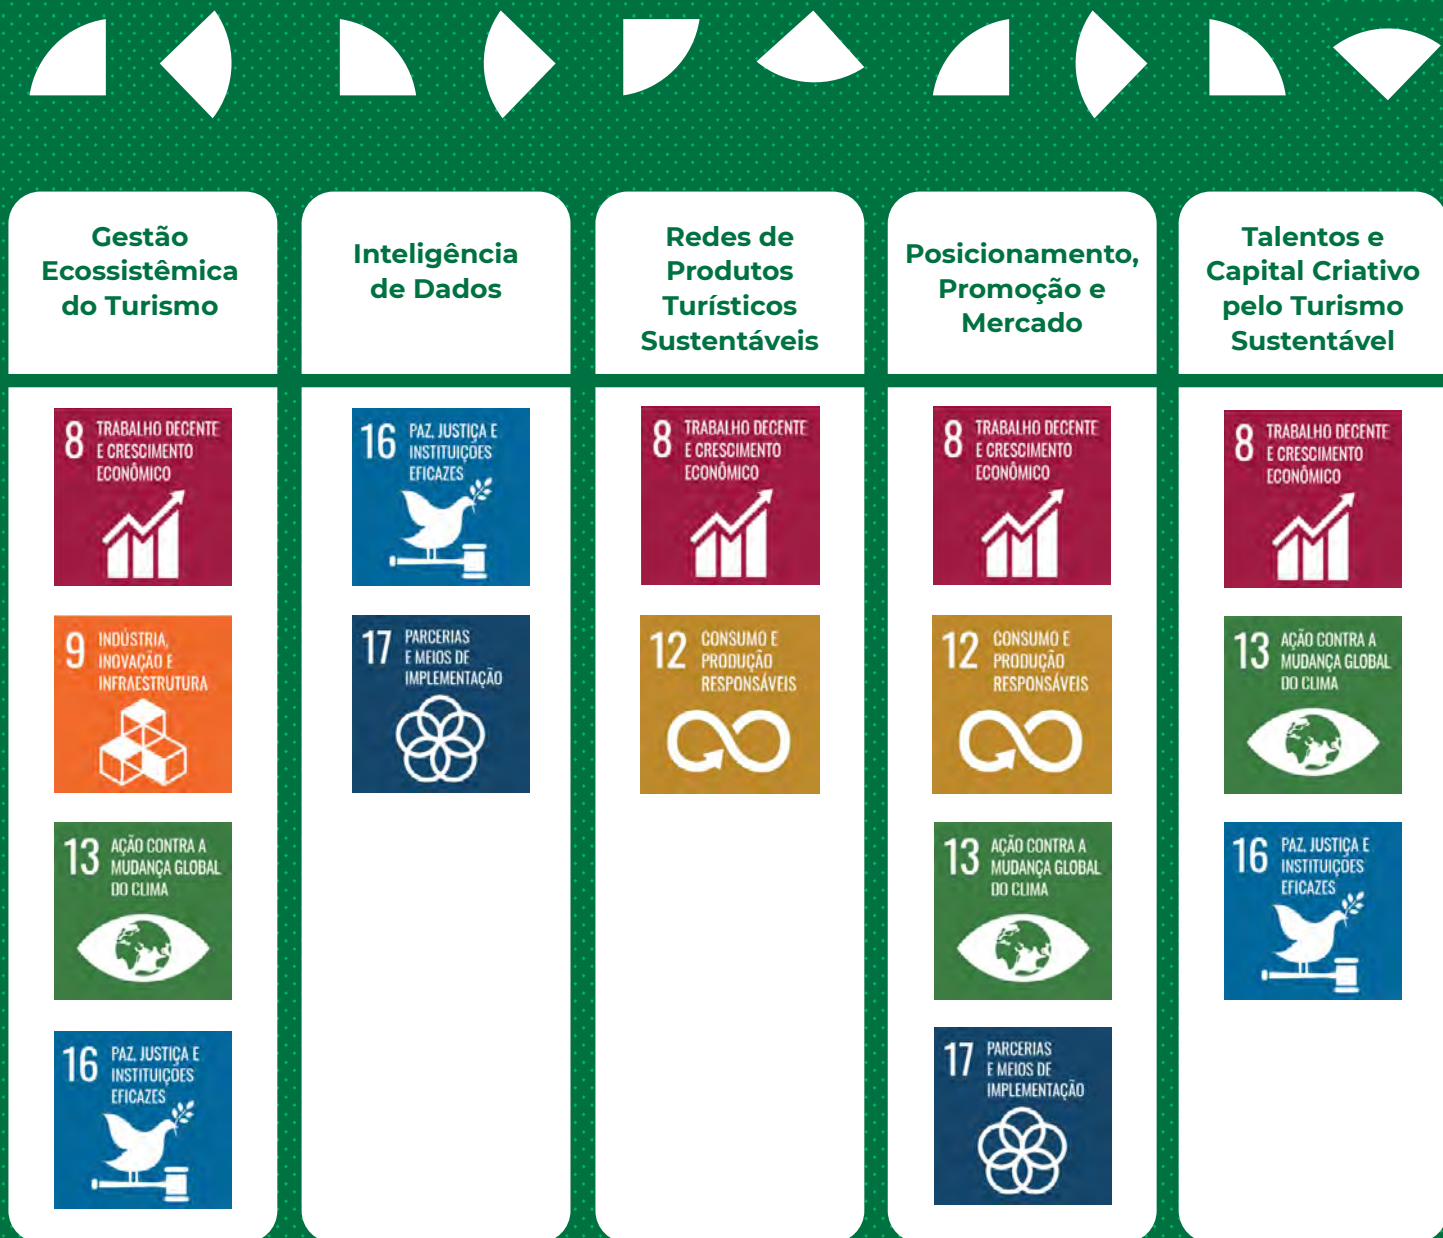 Gestão
Ecossistêmica
do Turismo
8 TRABALHO DECENTE
E CRESCIMENTO
ECONÔMICO
9 INDÚSTRIA,
INOVAÇÃO E
INFRAESTRUTURA
13 AÇÃO CONTRA A
MUDANÇA GLOBAL
DO CLIMA
16 PAZ, JUSTIÇA E
INSTITUIÇÕES
EFICAZES
Inteligência
de Dados
16 PAZ, JUSTIÇA E
INSTITUIÇÕES
EFICAZES
17 PARCERIAS
E MEIOS DE
IMPLEMENTAÇÃO
Redes de
Produtos
Turísticos
Sustentáveis
8 TRABALHO DECENTE
E CRESCIMENTO
ECONÔMICO
12 CONSUMO E
PRODUÇÃO
RESPONSÁVEIS
Posicionamento,
Promoção e
Mercado
8 TRABALHO DECENTE
E CRESCIMENTO
ECONÔMICO
12 CONSUMO E
PRODUÇÃO
RESPONSÁVEIS
13 AÇÃO CONTRA A
MUDANÇA GLOBAL
DO CLIMA
17 PARCERIAS
E MEIOS DE
IMPLEMENTAÇÃO
Talentos e
Capital Criativo
pelo Turismo
Sustentável
8 TRABALHO DECENTE
E CRESCIMENTO
ECONÔMICO
13 AÇÃO CONTRA A
MUDANÇA GLOBAL
DO CLIMA
16 PAZ, JUSTIÇA E
INSTITUIÇÕES
EFICAZES